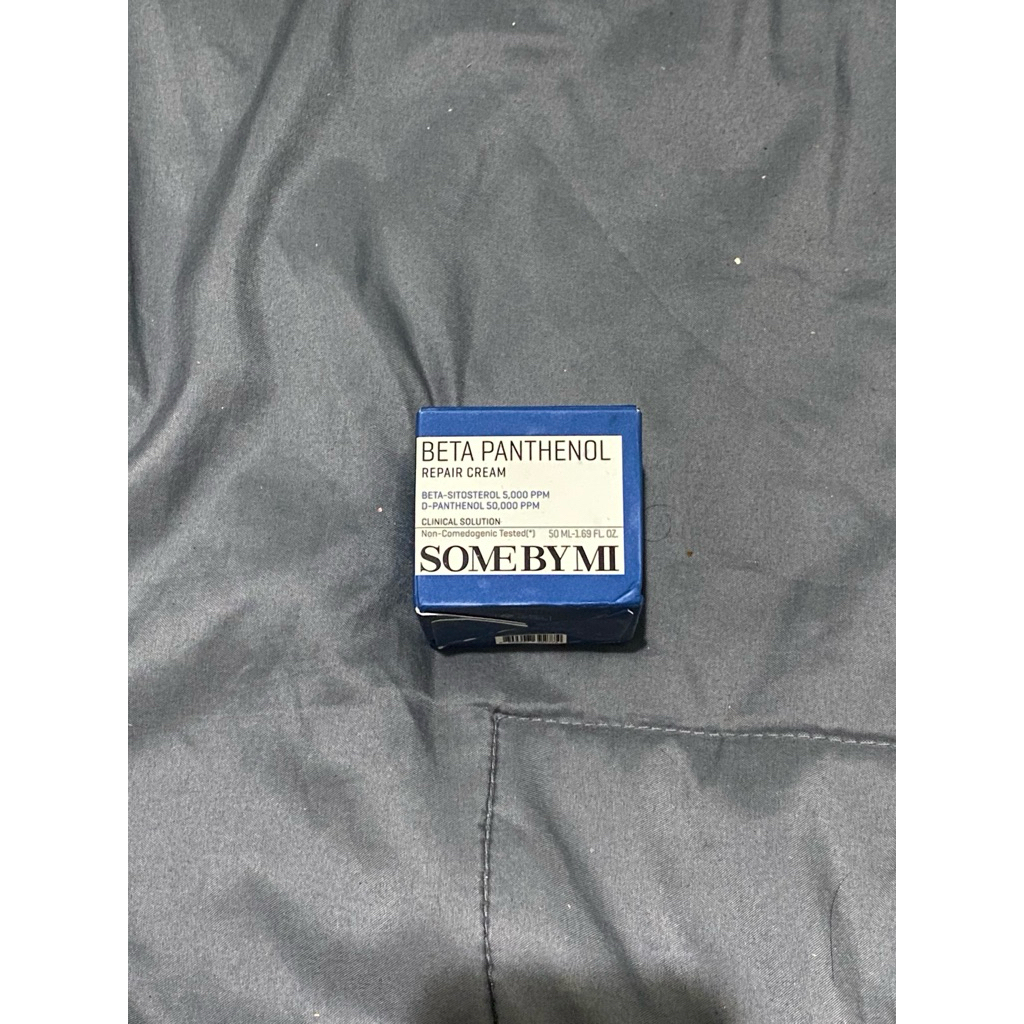 BETA PANTHENOL
REPAIR CREAM
BETA-SITOSTEROL 5,000 PPM
D-PANTHENOL 50,000 PPM
CLINICAL SOLUTION
Non-Comedogenic Tested(*) 50 ML-1.69 FL. OZ.
SOME BY MI